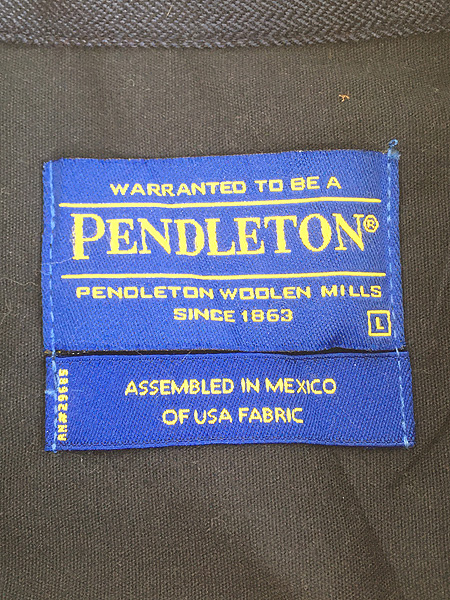 WARRANTED TO BE A
PENDLETON®
PENDLETON WOOLEN MILLS
SINCE 1863
L
ASSEMBLED IN MEXICO
OF USA FABRIC
RN#29685